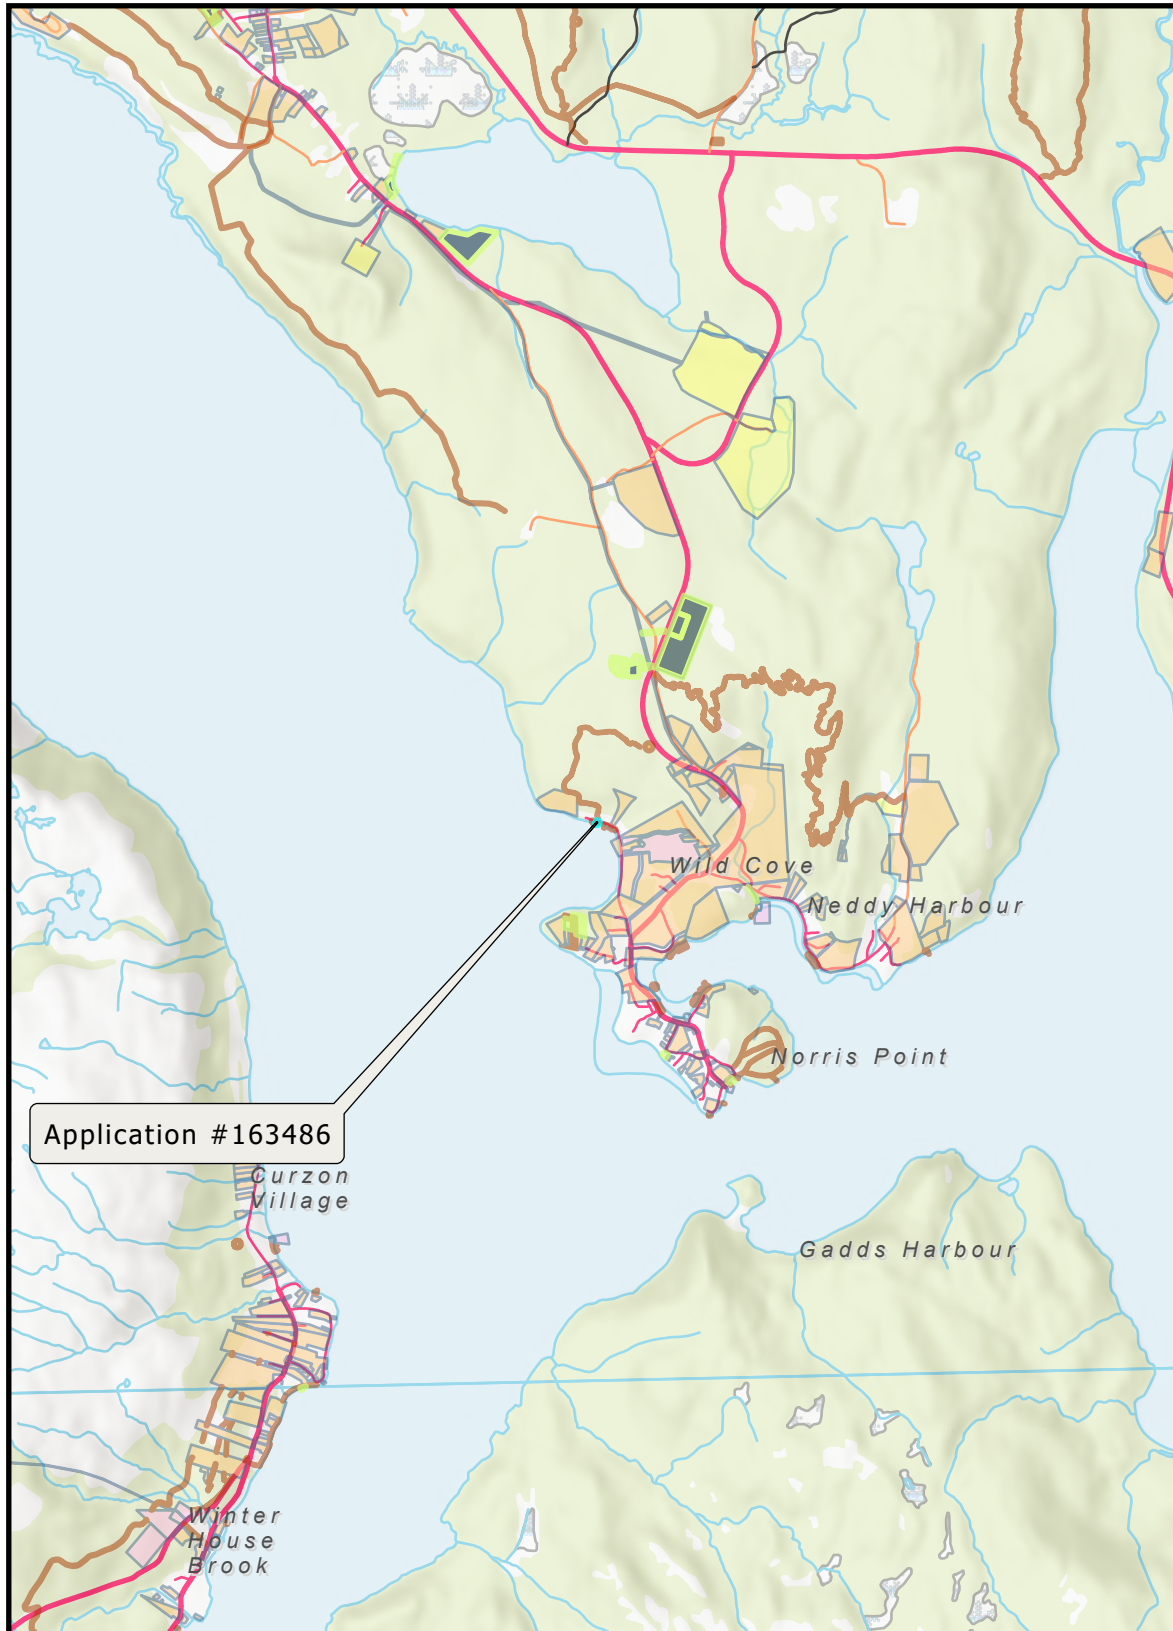 Wild Cove
Neddy Harbour
Norris Point
Application #163486
Curzon
Village
Gadds Harbour
Winter
House
Brook